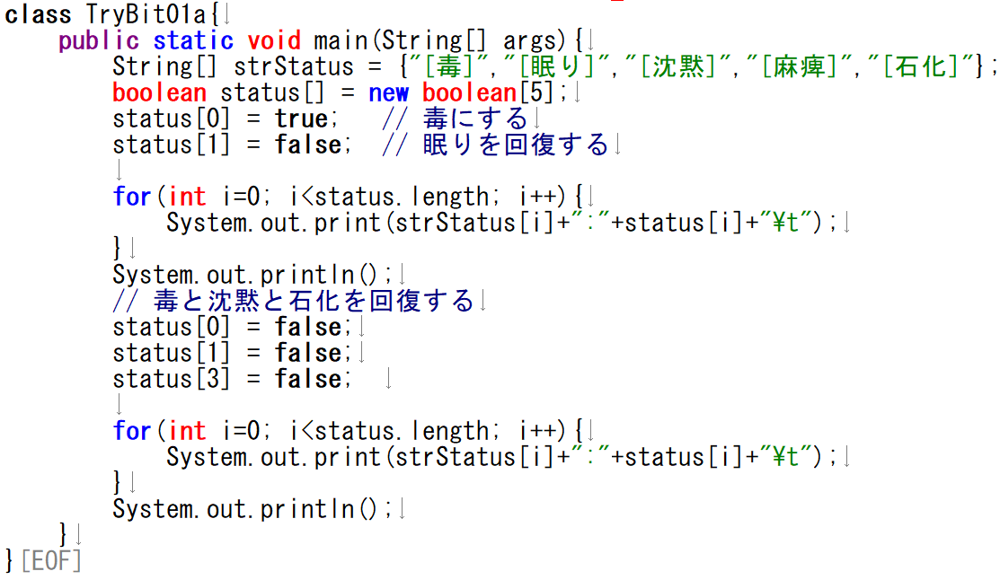 class TryBit01a{↓
    public static void main(String[] args){↓
        String[] strStatus = {"[毒]","[眠り]","[沈黙]","[麻痺]","[石化]"};
        boolean status[] = new boolean[5];↓
        status[0] = true;   // 毒にする↓
        status[1] = false;  // 眠りを回復する↓
        ↓
        for(int i=0; i<status.length; i++){↓
            System.out.print(strStatus[i]+":"+status[i]+"¥t");↓
        }↓
        System.out.println();↓
        // 毒と沈黙と石化を回復する↓
        status[0] = false;↓
        status[1] = false;↓
        status[3] = false;  ↓
        ↓
        for(int i=0; i<status.length; i++){↓
            System.out.print(strStatus[i]+":"+status[i]+"¥t");↓
        }↓
        System.out.println();↓
    }↓
}[EOF]